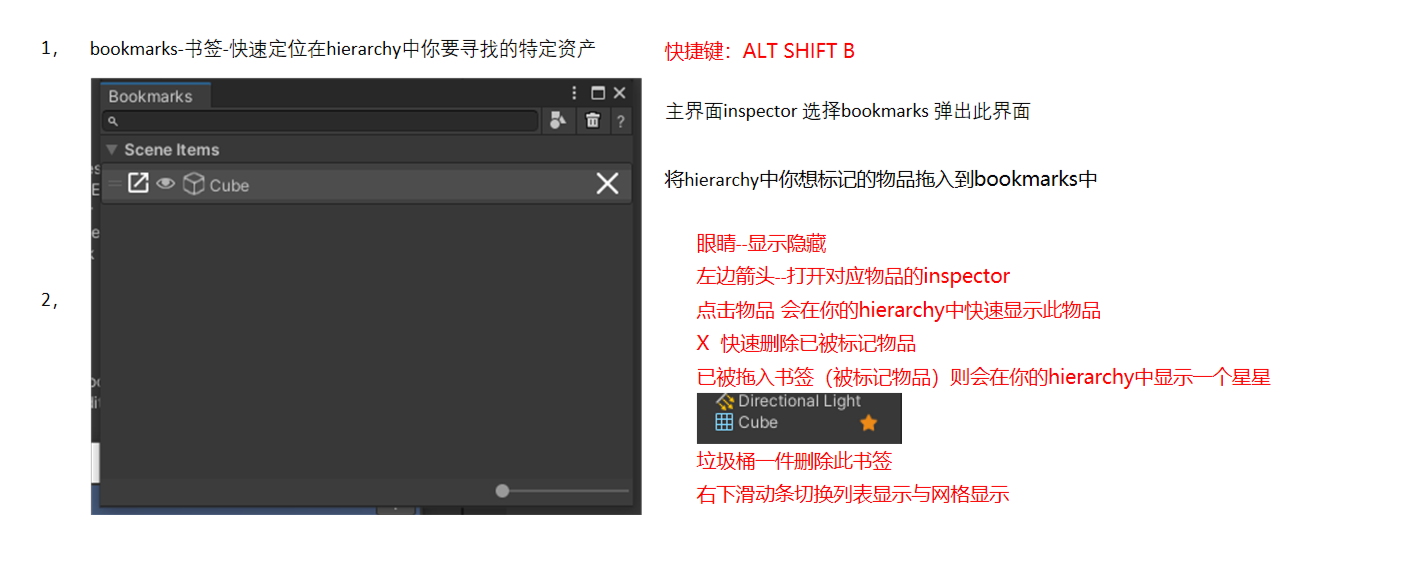 1， bookmarks-书签-快速定位在hierarchy中你要寻找的特定资产
快捷键：ALT SHIFT B
Bookmarks
?
Scene Items
Cube
主界面inspector 选择bookmarks 弹出此界面
将hierarchy中你想标记的物品拖入到bookmarks中
2，
眼睛--显示隐藏
左边箭头--打开对应物品的inspector
点击物品 会在你的hierarchy中快速显示此物品
X 快速删除已被标记物品
已被拖入书签（被标记物品）则会在你的hierarchy中显示一个星星
Directional Light
Cube
垃圾桶一件删除此书签
右下滑动条切换列表显示与网格显示